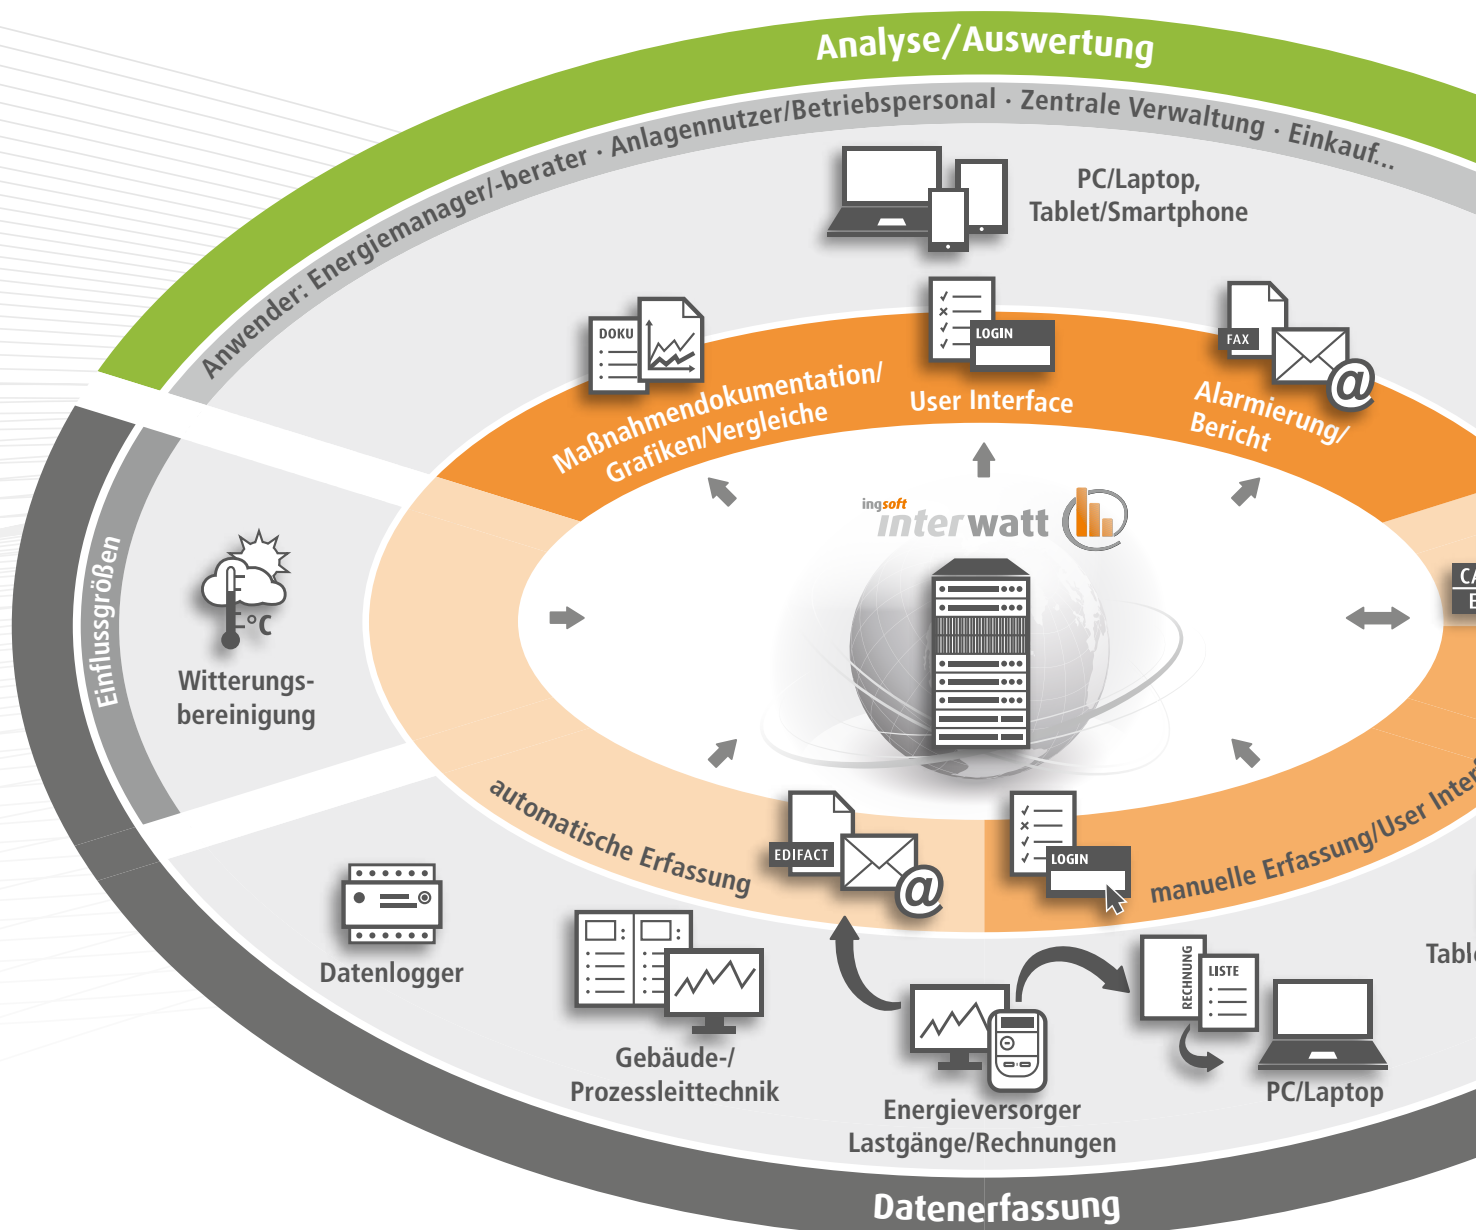 Analyse/Auswertung
Anwender: Energiemanager/-berater · Anlagennutzer/Betriebspersonal · Zentrale Verwaltung · Einkauf...
PC/Laptop,
Tablet/Smartphone
DOKU
LOGIN
FAX
@
Maßnahmendokumentation/
Grafiken/Vergleiche
User Interface
Alarmierung/
Bericht
ingsoft
interwatt
Einflussgrößen
°C
Witterungs-
bereinigung
automatische Erfassung
EDIFACT
@
LOGIN
manuelle Erfassung/User
Datenlogger
Gebäude-/
Prozessleittechnik
Energieversorger
Lastgänge/Rechnungen
RECHNUNG
LISTE
PC/Laptop
Datenerfassung